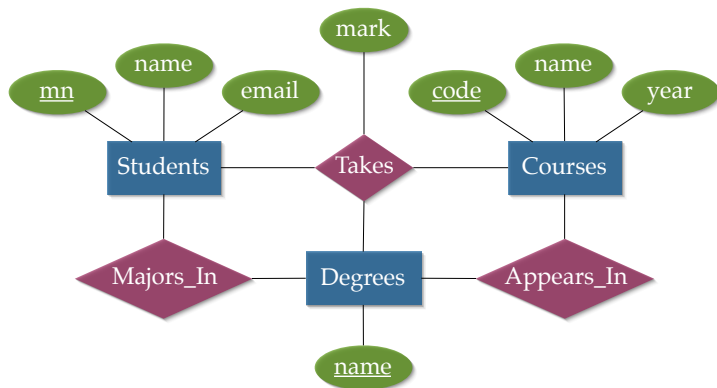 mark
name
name
mn
email
code
year
Students
Takes
Courses
Majors_In
Degrees
Appears_In
name